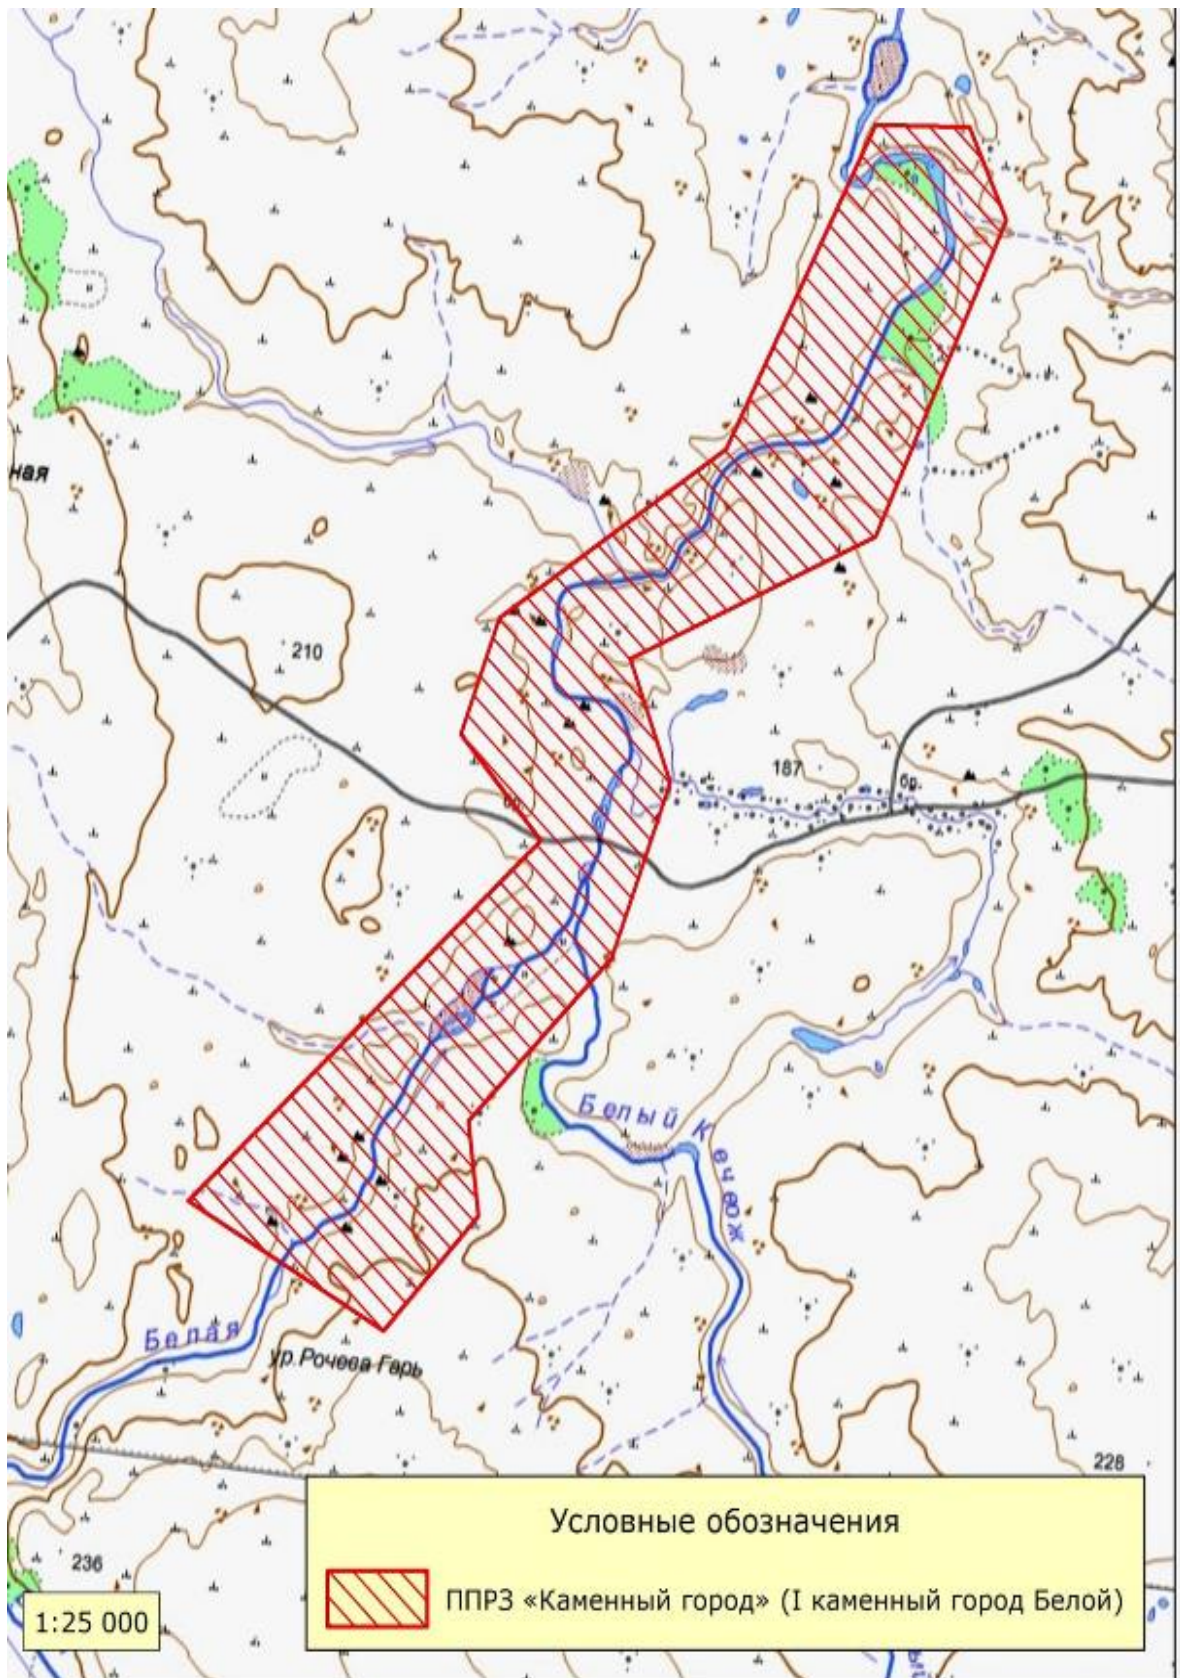 ная
210
187
бр.
бр.
Белый Кечвож
Белая
ур.Рочева Гарь
228
236
Условные обозначения
ППРЗ «Каменный город» (I каменный город Белой)
1:25 000